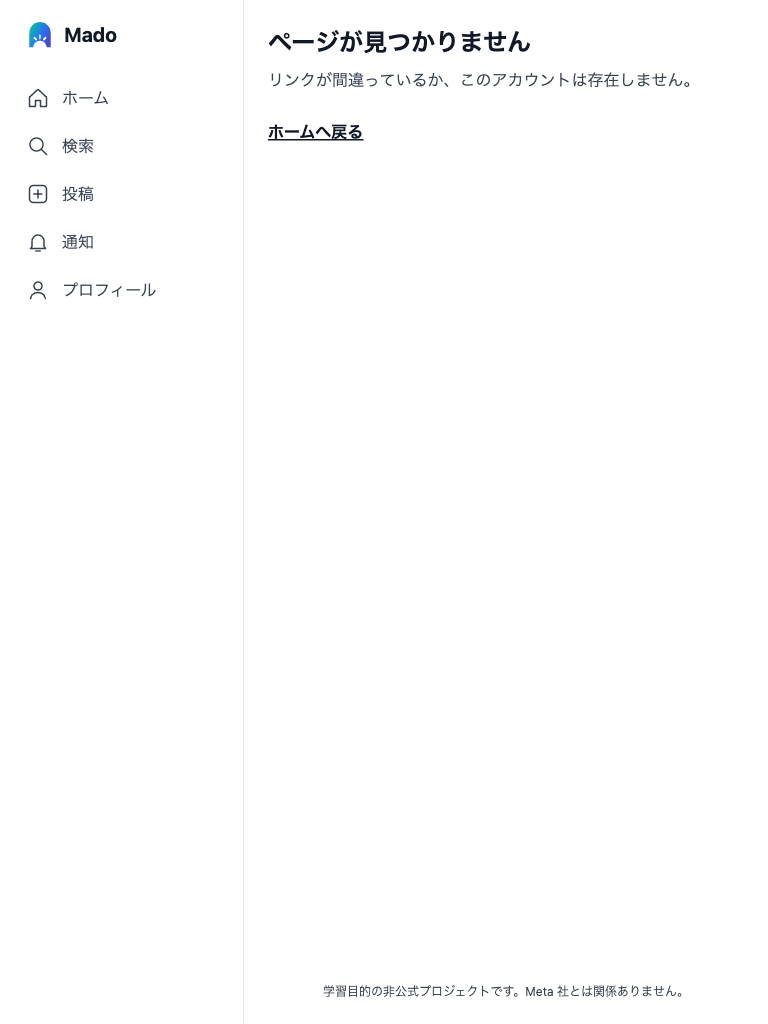 Mado
ホーム
検索
投稿
通知
プロフィール
ページが見つかりません
リンクが間違っているか、このアカウントは存在しません。
ホームへ戻る
学習目的の非公式プロジェクトです。Meta 社とは関係ありません。